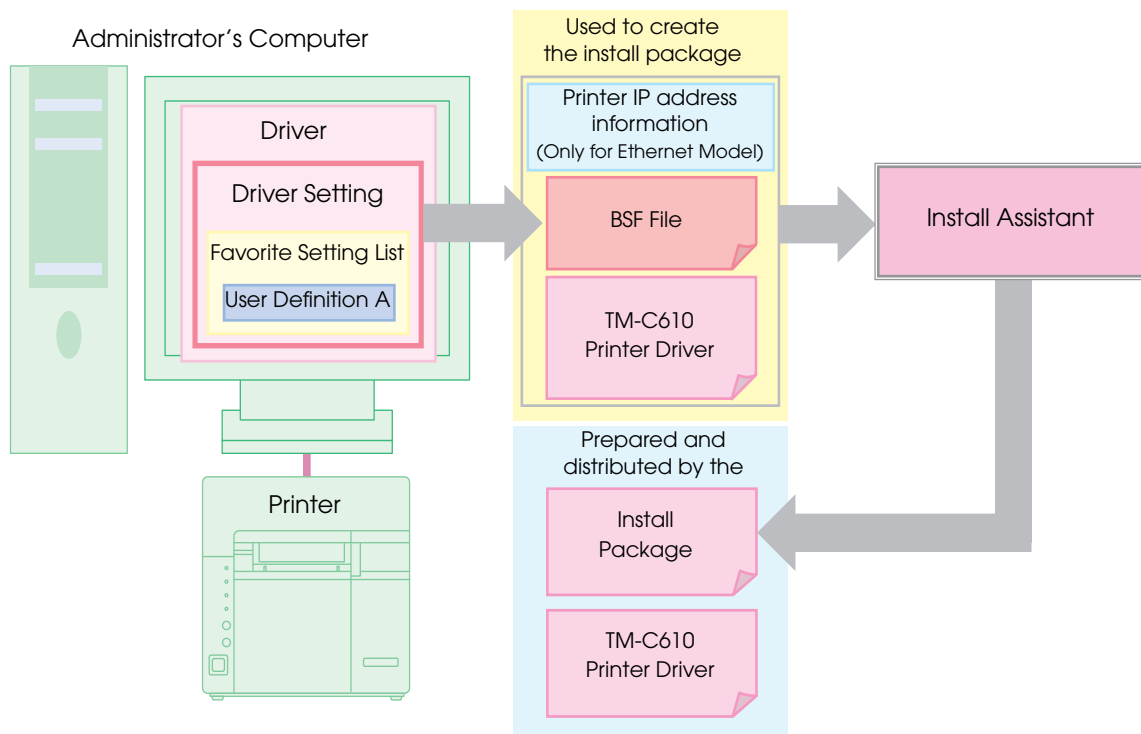 Administrator's Computer
Driver
Driver Setting
Favorite Setting List
User Definition A
Printer
Used to create
the install package
Printer IP address
information
(Only for Ethernet Model)
BSF File
TM-C610
Printer Driver
Install Assistant
Prepared and
distributed by the
Install
Package
TM-C610
Printer Driver